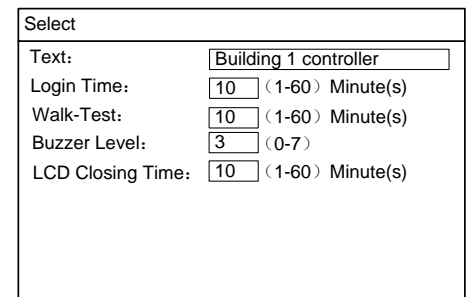 Select
Text： Building 1 controller
Login Time： 10 （1-60）Minute(s)
Walk-Test： 10 （1-60）Minute(s)
Buzzer Level： 3 （0-7）
LCD Closing Time： 10 （1-60）Minute(s)